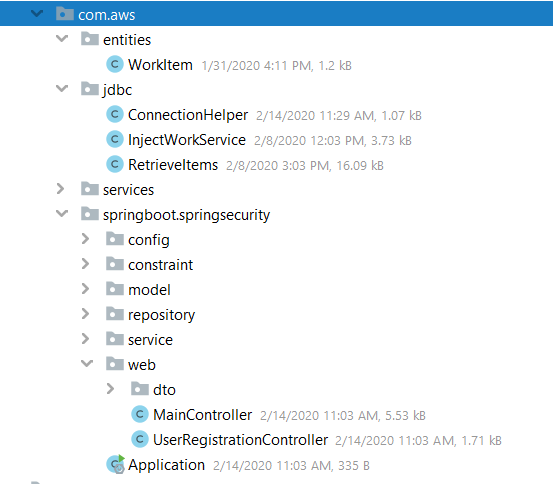 com.aws
entities
WorkItem 1/31/2020 4:11 PM, 1.2 kB
jdbc
ConnectionHelper 2/14/2020 11:29 AM, 1.07 kB
InjectWorkService 2/8/2020 12:03 PM, 3.73 kB
RetrieveItems 2/8/2020 3:03 PM, 16.09 kB
services
springboot.springsecurity
config
constraint
model
repository
service
web
dto
MainController 2/14/2020 11:03 AM, 5.53 kB
UserRegistrationController 2/14/2020 11:03 AM, 1.71 kB
Application 2/14/2020 11:03 AM, 335 B